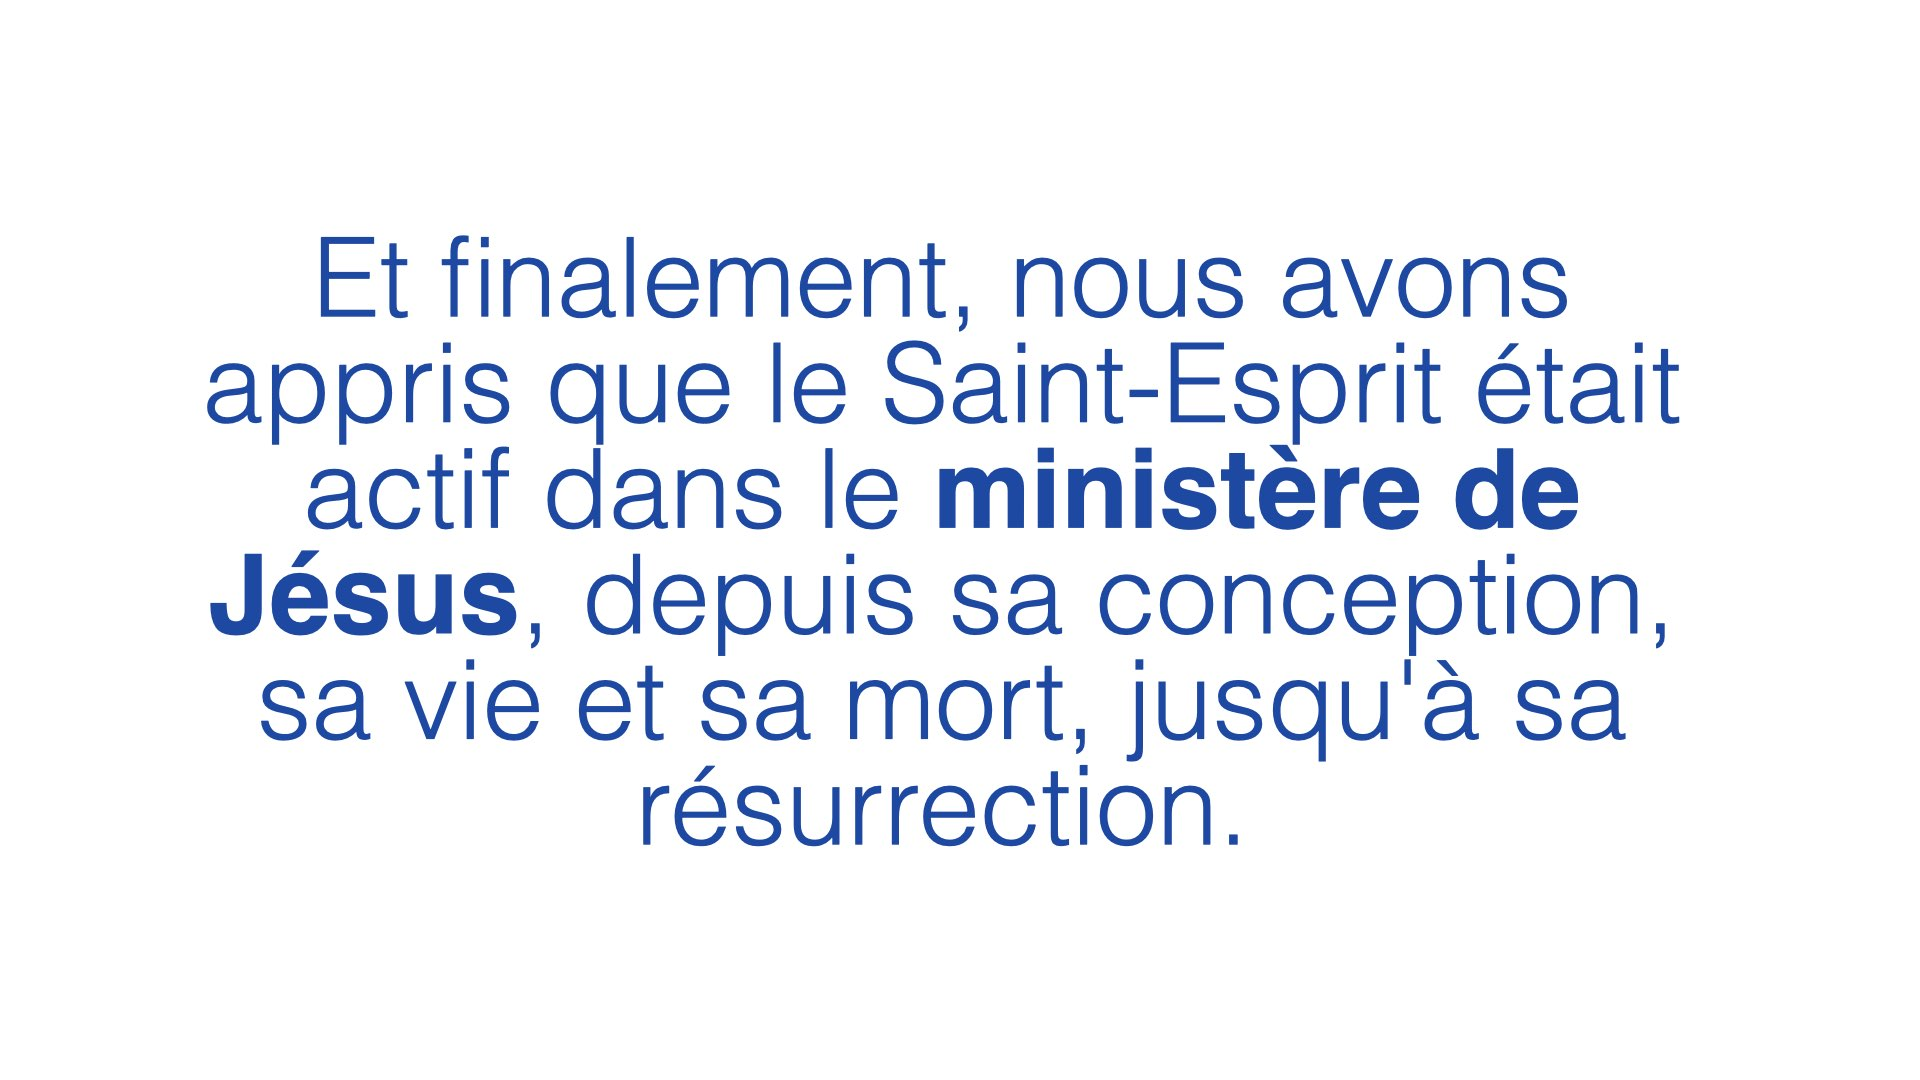 Et finalement, nous avons
appris que le Saint-Esprit était
actif dans le ministère de
Jésus, depuis sa conception,
sa vie et sa mort, jusqu'à sa
résurrection.